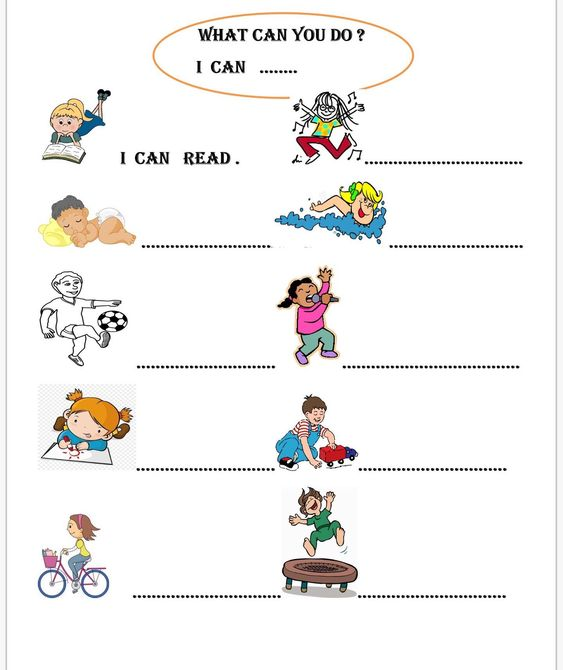 WHAT CAN YOU DO ?
I CAN ........
I CAN READ .